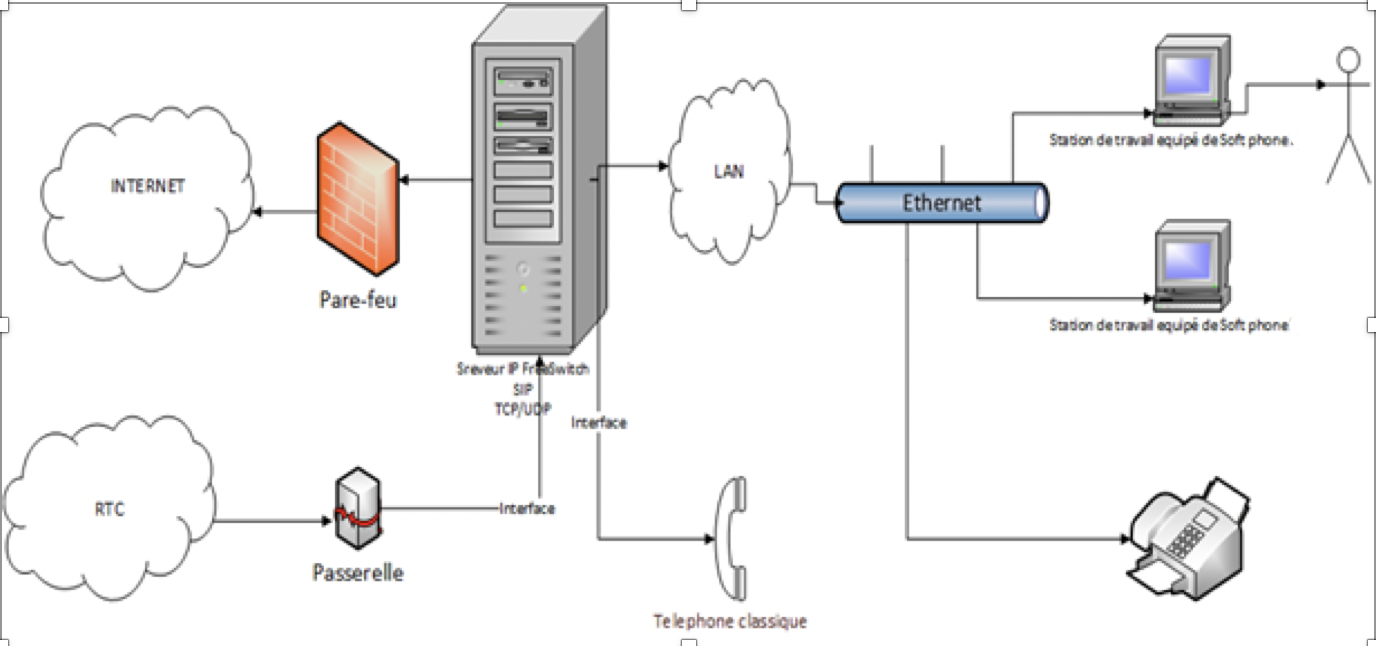 INTERNET
Pare-feu
Sreveur IP FreeSwitch
SIP
TCP/UDP
LAN
Ethernet
Station de travail equipé de Soft phone.
Station de travail equipé de Soft phone
Interface
RTC
Passerelle
Interface
Telephone classique